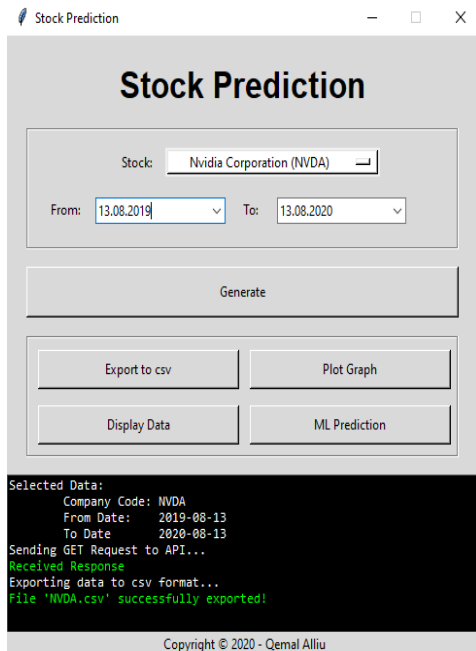 Stock Prediction
Stock Prediction
Stock: Nvidia Corporation (NVDA)
From: 13.08.2019 To: 13.08.2020
Generate
Export to csv Plot Graph
Display Data ML Prediction
Selected Data:
Company Code: NVDA
From Date: 2019-08-13
To Date 2020-08-13
Sending GET Request to API...
Received Response
Exporting data to csv format...
File 'NVDA.csv' successfully exported!
Copyright © 2020 - Qemal Alliu